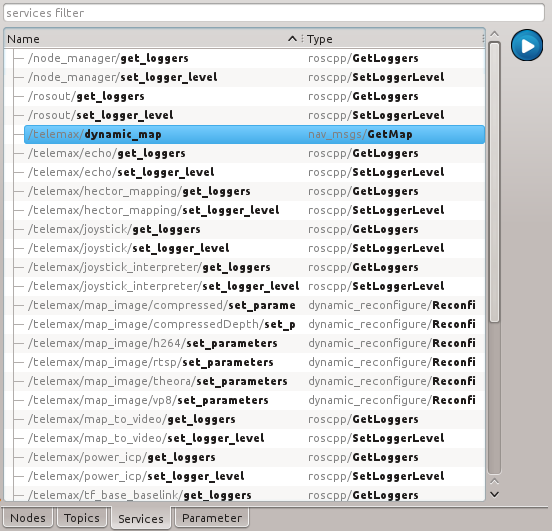 services filter
Name Type
/node_manager/get_loggers roscpp/GetLoggers
/node_manager/set_logger_level roscpp/SetLoggerLevel
/rosout/get_loggers roscpp/GetLoggers
/rosout/set_logger_level roscpp/SetLoggerLevel
/telemax/dynamic_map nav_msgs/GetMap
/telemax/echo/get_loggers roscpp/GetLoggers
/telemax/echo/set_logger_level roscpp/SetLoggerLevel
/telemax/hector_mapping/get_loggers roscpp/GetLoggers
/telemax/hector_mapping/set_logger_level roscpp/SetLoggerLevel
/telemax/joystick/get_loggers roscpp/GetLoggers
/telemax/joystick/set_logger_level roscpp/SetLoggerLevel
/telemax/joystick_interpreter/get_loggers roscpp/GetLoggers
/telemax/joystick_interpreter/set_logger_level roscpp/SetLoggerLevel
/telemax/map_image/compressed/set_parame dynamic_reconfigure/Reconfi
/telemax/map_image/compressedDepth/set_p dynamic_reconfigure/Reconfi
/telemax/map_image/h264/set_parameters dynamic_reconfigure/Reconfi
/telemax/map_image/rtsp/set_parameters dynamic_reconfigure/Reconfi
/telemax/map_image/theora/set_parameters dynamic_reconfigure/Reconfi
/telemax/map_image/vp8/set_parameters dynamic_reconfigure/Reconfi
/telemax/map_to_video/get_loggers roscpp/GetLoggers
/telemax/map_to_video/set_logger_level roscpp/SetLoggerLevel
/telemax/power_icp/get_loggers roscpp/GetLoggers
/telemax/power_icp/set_logger_level roscpp/SetLoggerLevel
/telemax/tf_base_baselink/get_loggers roscpp/GetLoggers
Nodes Topics Services Parameter